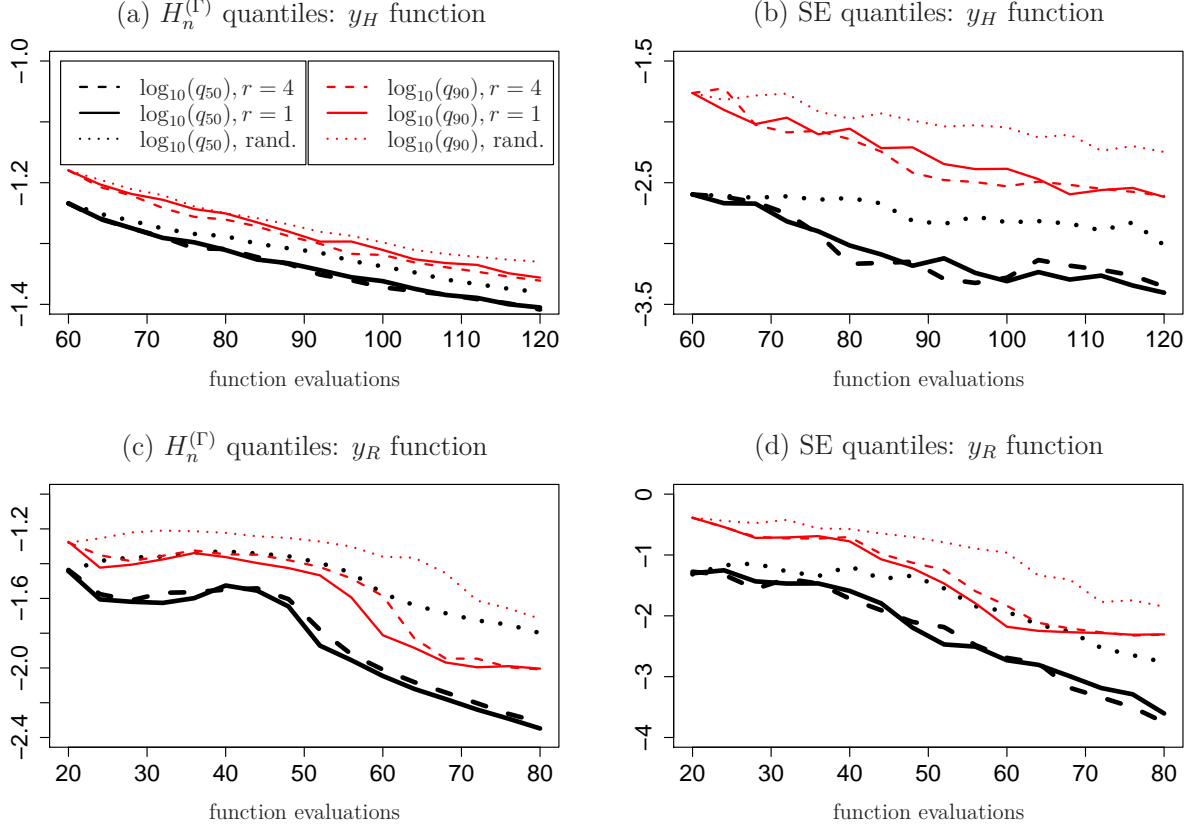 (a) $H_n^{(\Gamma)}$ quantiles: $y_H$ function
−1.0
−1.2
−1.4
log₁₀(q₅₀), r = 4
log₁₀(q₅₀), r = 1
log₁₀(q₅₀), rand.
log₁₀(q₉₀), r = 4
log₁₀(q₉₀), r = 1
log₁₀(q₉₀), rand.
60 70 80 90 100 120
function evaluations
(b) SE quantiles: $y_H$ function
−1.5
−2.5
−3.5
60 70 80 90 100 120
function evaluations
(c) $H_n^{(\Gamma)}$ quantiles: $y_R$ function
−1.2
−1.6
−2.0
−2.4
20 30 40 50 60 70 80
function evaluations
(d) SE quantiles: $y_R$ function
0
−1
−2
−3
−4
20 30 40 50 60 70 80
function evaluations